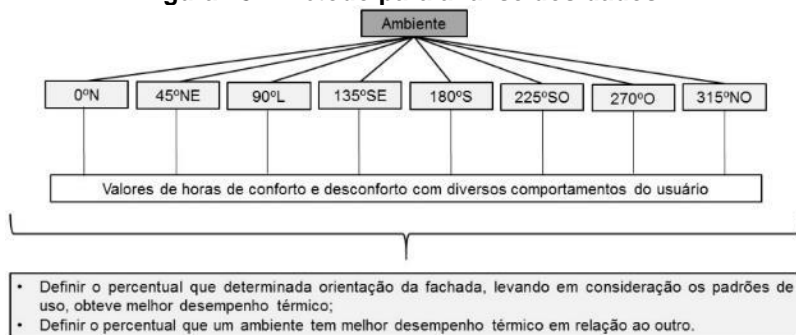 Ambiente
0ºN 45ºNE 90ºL 135ºSE 180ºS 225ºSO 270ºO 315ºNO
Valores de horas de conforto e desconforto com diversos comportamentos do usuário
• Definir o percentual que determinada orientação da fachada, levando em consideração os padrões de
uso, obteve melhor desempenho térmico;
• Definir o percentual que um ambiente tem melhor desempenho térmico em relação ao outro.